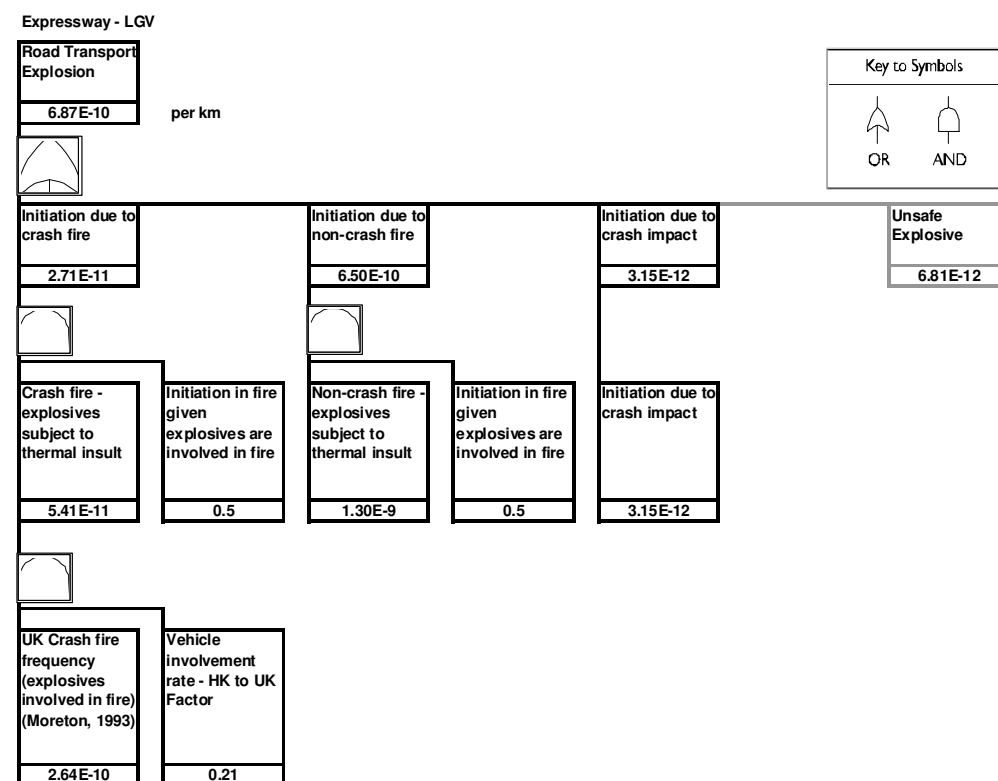 Expressway - LGV
Road Transport
Explosion
6.87E-10
per km
Key to Symbols
OR
AND
Initiation due to
crash fire
2.71E-11
Initiation due to
non-crash fire
6.50E-10
Initiation due to
crash impact
3.15E-12
Unsafe
Explosive
6.81E-12
Crash fire -
explosives
subject to
thermal insult
5.41E-11
Initiation in fire
given
explosives are
involved in fire
0.5
Non-crash fire -
explosives
subject to
thermal insult
1.30E-9
Initiation in fire
given
explosives are
involved in fire
0.5
Initiation due to
crash impact
3.15E-12
UK Crash fire
frequency
(explosives
involved in fire)
(Moreton, 1993)
2.64E-10
Vehicle
involvement
rate - HK to UK
Factor
0.21